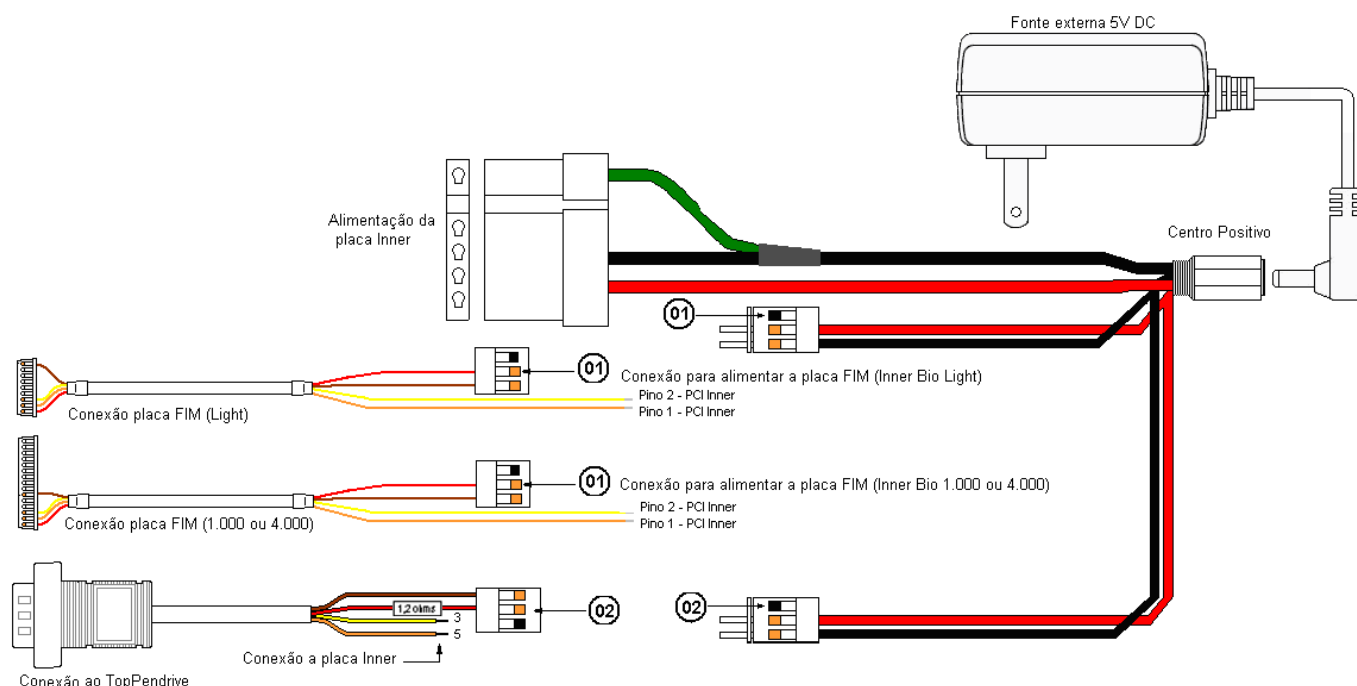 Fonte externa 5V DC
Alimentação da
placa Inner
Centro Positivo
01
01
Conexão para alimentar a placa FIM (Inner Bio Light)
Pino 2 - PCI Inner
Pino 1 - PCI Inner
Conexão placa FIM (Light)
01
Conexão para alimentar a placa FIM (Inner Bio 1.000 ou 4.000)
Pino 2 - PCI Inner
Pino 1 - PCI Inner
Conexão placa FIM (1.000 ou 4.000)
1,2 ohms
02
02
3
5
Conexão a placa Inner
Conexão ao TopPendrive